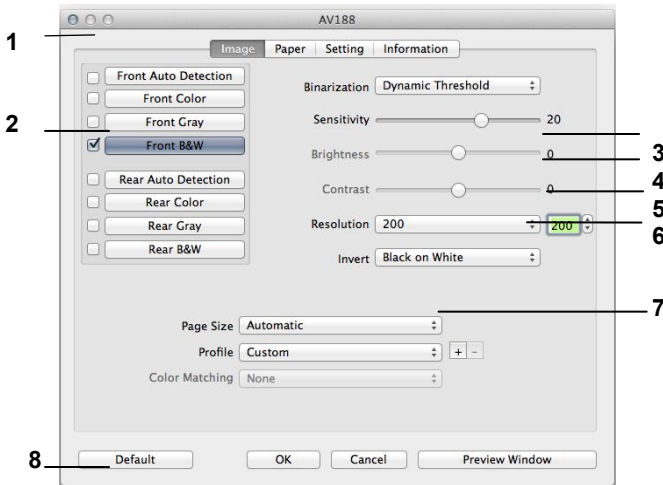 AV188
1
Image Paper Setting Information
Front Auto Detection
Front Color
2 Front Gray
Front B&W
Rear Auto Detection
Rear Color
Rear Gray
Rear B&W
Binarization Dynamic Threshold
Sensitivity 20
3
Brightness 0
4
Contrast 0
5
Resolution 200 200
6
Invert Black on White
7
Page Size Automatic
Profile Custom + -
Color Matching None
8 Default OK Cancel Preview Window